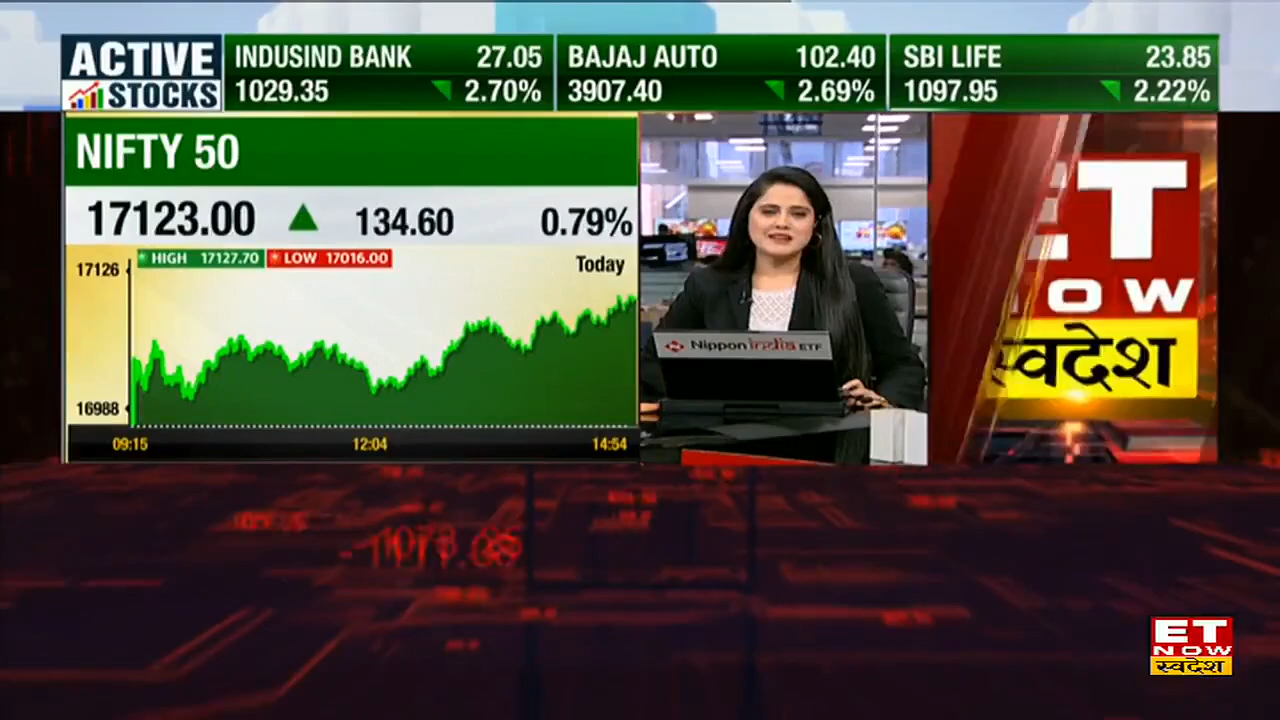 ACTIVE
STOCKS
INDUSIND BANK 27.05
1029.35 2.70%
BAJAJ AUTO 102.40
3907.40 2.69%
SBI LIFE 23.85
1097.95 2.22%
NIFTY 50
17123.00 134.60 0.79%
HIGH 17127.70 LOW 17016.00
Today
17126
16988
09:15 12:04 14:54
Nippon india ETF
ET
NOW
स्वदेश
ET
NOW
स्वदेश